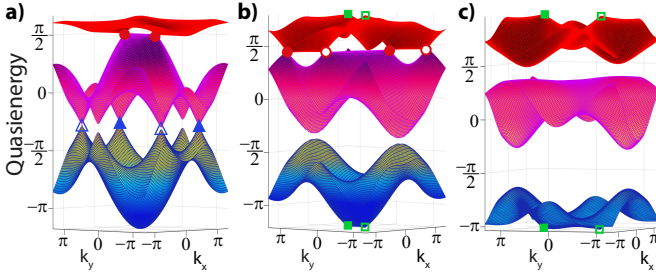 a) b) c)
Quasienergy
π/2 π/2 π/2
0 0 0
−π/2 −π/2 −π/2
−π −π −π
π 0 −π −π 0 π π 0 −π −π 0 π π 0 −π −π 0 π
k_y k_x k_y k_x k_y k_x